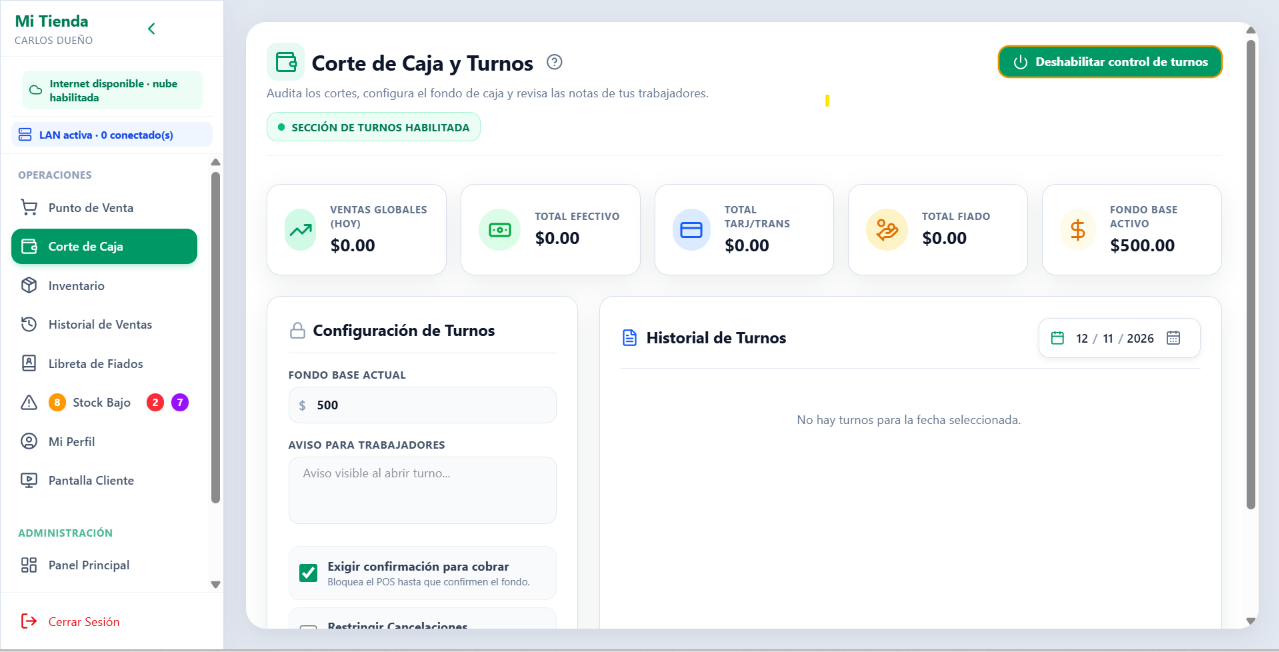 Mi Tienda
CARLOS DUEÑO
Internet disponible · nube
habilitada
LAN activa · 0 conectado(s)
OPERACIONES
Punto de Venta
Corte de Caja
Inventario
Historial de Ventas
Libreta de Fiados
8 Stock Bajo 2 7
Mi Perfil
Pantalla Cliente
ADMINISTRACIÓN
Panel Principal
Cerrar Sesión
Corte de Caja y Turnos ?
Deshabilitar control de turnos
Audita los cortes, configura el fondo de caja y revisa las notas de tus trabajadores.
SECCIÓN DE TURNOS HABILITADA
VENTAS GLOBALES
(HOY)
$0.00
TOTAL EFECTIVO
$0.00
TOTAL
TARJ/TRANS
$0.00
TOTAL FIADO
$0.00
FONDO BASE
ACTIVO
$500.00
Configuración de Turnos
FONDO BASE ACTUAL
$ 500
AVISO PARA TRABAJADORES
Aviso visible al abrir turno...
Exigir confirmación para cobrar
Bloquea el POS hasta que confirmen el fondo.
Restringir Cancelaciones
Historial de Turnos
12 / 11 / 2026
No hay turnos para la fecha seleccionada.